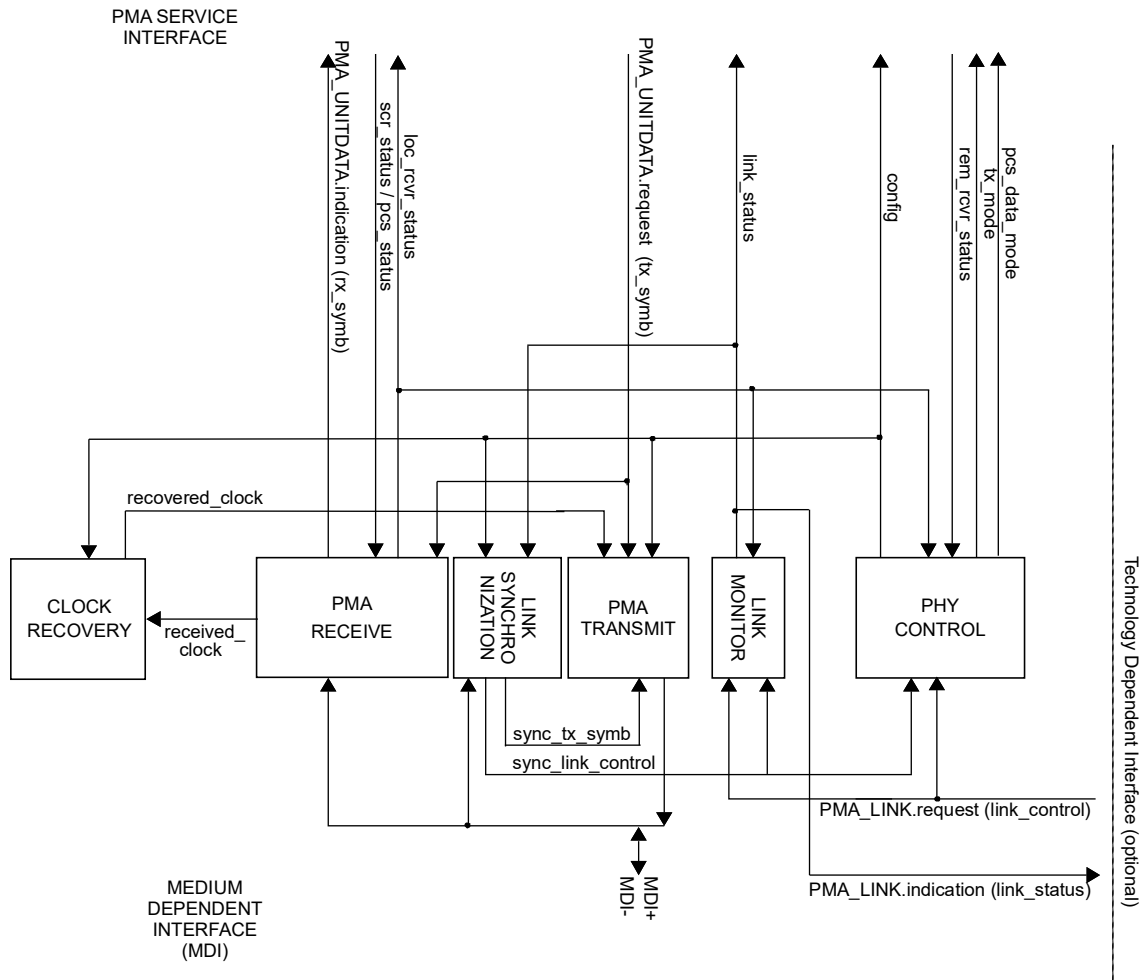 PMA SERVICE
INTERFACE
PMA_UNITDATA.indication (rx_symb)
scr_status / pcs_status
loc_rcvr_status
PMA_UNITDATA.request (tx_symb)
link_status
config
rem_rcvr_status
tx_mode
pcs_data_mode
recovered_clock
CLOCK
RECOVERY
received_
clock
PMA
RECEIVE
LINK
SYNCHRO
NIZATION
PMA
TRANSMIT
LINK
MONITOR
PHY
CONTROL
sync_tx_symb
sync_link_control
PMA_LINK.request (link_control)
PMA_LINK.indication (link_status)
MDI+
MDI-
MEDIUM
DEPENDENT
INTERFACE
(MDI)
Technology Dependent Interface (optional)